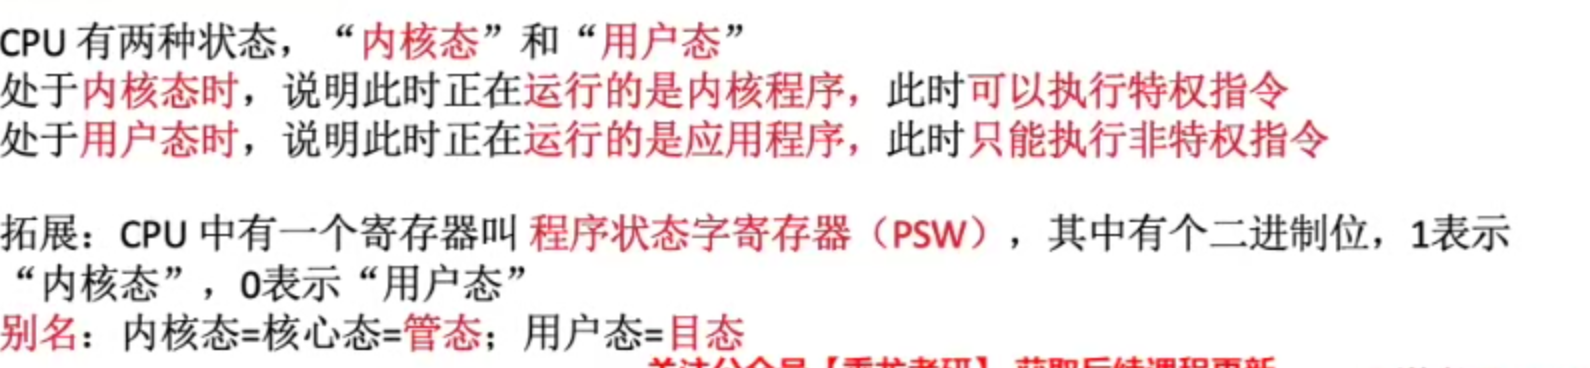 CPU 有两种状态，“内核态”和“用户态”
处于内核态时，说明此时正在运行的是内核程序，此时可以执行特权指令
处于用户态时，说明此时正在运行的是应用程序，此时只能执行非特权指令
拓展：CPU 中有一个寄存器叫 程序状态字寄存器（PSW），其中有个二进制位，1表示
“内核态”，0表示“用户态”
别名：内核态=核心态=管态；用户态=目态